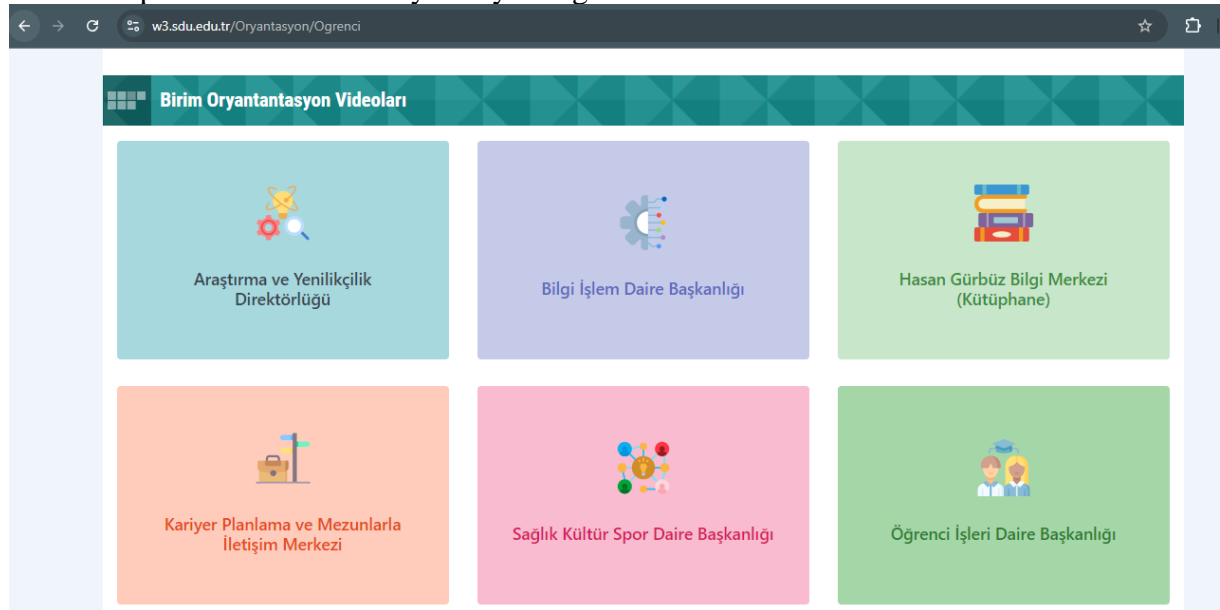 w3.sdu.edu.tr/Oryantasyon/Ogrenci
Birim Oryantantasyon Videoları
Araştırma ve Yenilikçilik
Direktörlüğü
Bilgi İşlem Daire Başkanlığı
Hasan Gürbüz Bilgi Merkezi
(Kütüphane)
Kariyer Planlama ve Mezunlarla
İletişim Merkezi
Sağlık Kültür Spor Daire Başkanlığı
Öğrenci İşleri Daire Başkanlığı